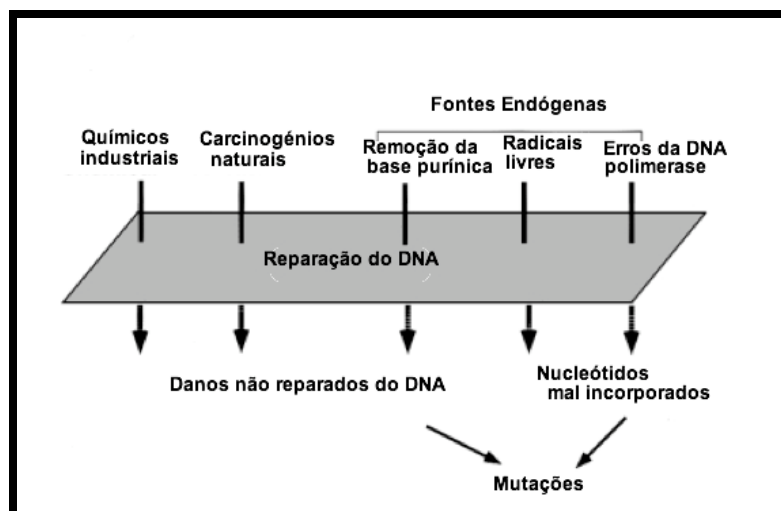 Fontes Endógenas
Químicos
industriais
Carcinogénios
naturais
Remoção da
base purínica
Radicais
livres
Erros da DNA
polimerase
Reparação do DNA
Danos não reparados do DNA
Nucleótidos
mal incorporados
Mutações